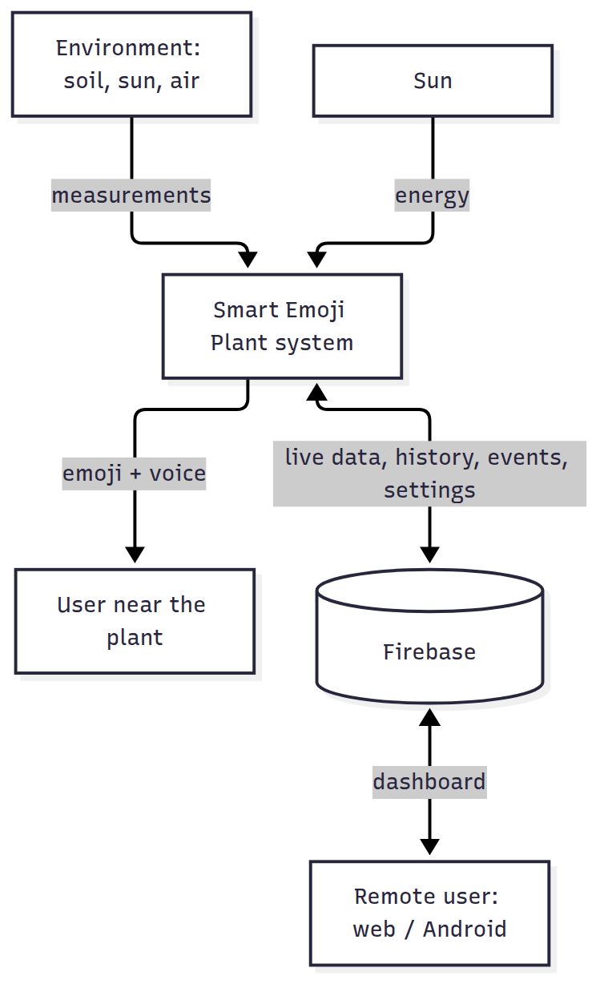 Environment:
soil, sun, air
Sun
measurements
energy
Smart Emoji
Plant system
emoji + voice
live data, history, events,
settings
User near the
plant
Firebase
dashboard
Remote user:
web / Android